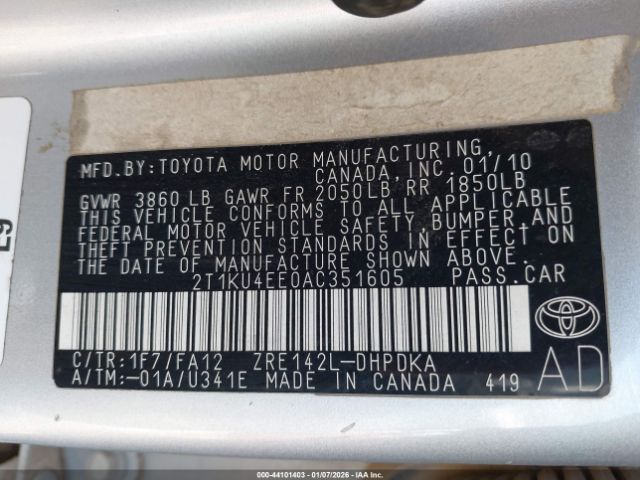 MFD.BY:TOYOTA MOTOR MANUFACTURING,
CANADA, INC. 01/10
GVWR 3860 LB GAWR FR 2050LB RR 1850LB
THIS VEHICLE CONFORMS TO ALL APPLICABLE
FEDERAL MOTOR VEHICLE SAFETY, BUMPER, AND
THEFT PREVENTION STANDARDS IN EFFECT ON
THE DATE OF MANUFACTURE SHOWN ABOVE.
2T1KU4EE0AC351605 PASS.CAR
C/TR:1F7/FA12 ZRE142L-DHPDKA
A/TM:-01A/U341E MADE IN CANADA 419
AD
000-44101403 | 01/07/2026 | IAA Inc.